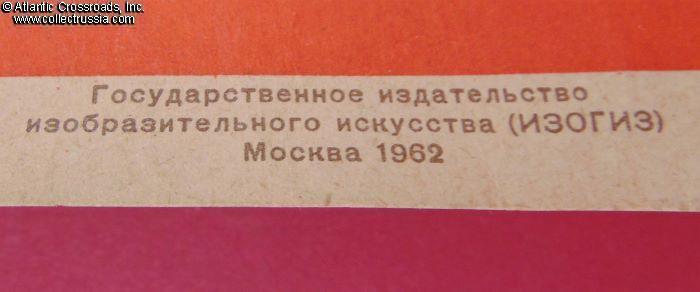 © Atlantic Crossroads, Inc.
www.collectrussia.com
Государственное издательство
изобразительного искусства (ИЗОГИЗ)
Москва 1962